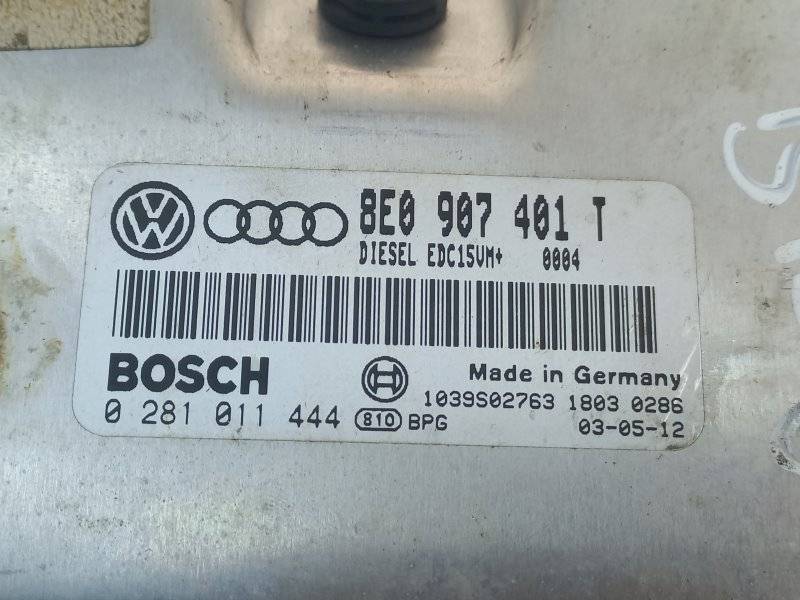 8E0 907 401 T
DIESEL EDC15VM+ 0004
BOSCH
Made in Germany
1039S02763 1803 0286
0 281 011 444 810 BPG
03-05-12